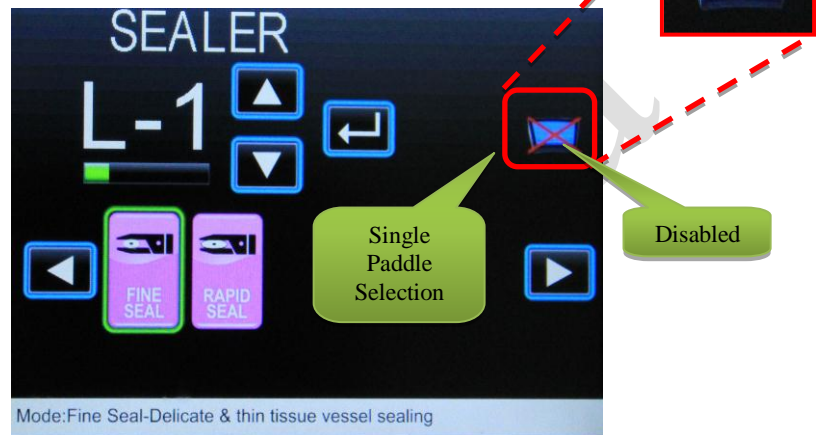 SEALER
L-1
FINE
SEAL
RAPID
SEAL
Single
Paddle
Selection
Disabled
Mode:Fine Seal-Delicate & thin tissue vessel sealing